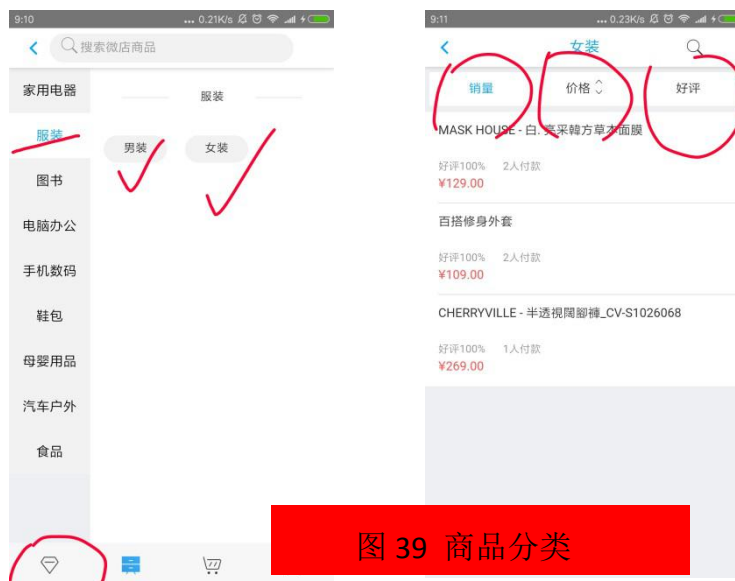 9:10
... 0.21K/s
搜索微店商品
家用电器
服装
图书
电脑办公
手机数码
鞋包
母婴用品
汽车户外
食品
服装
男装
女装
9:11
... 0.23K/s
女装
销量
价格
好评
MASK HOUSE - 白. 亮采韓方草本面膜
好评100% 2人付款
¥129.00
百搭修身外套
好评100% 2人付款
¥109.00
CHERRYVILLE - 半透視闊腳褲_CV-S1026068
好评100% 1人付款
¥269.00
图 39 商品分类